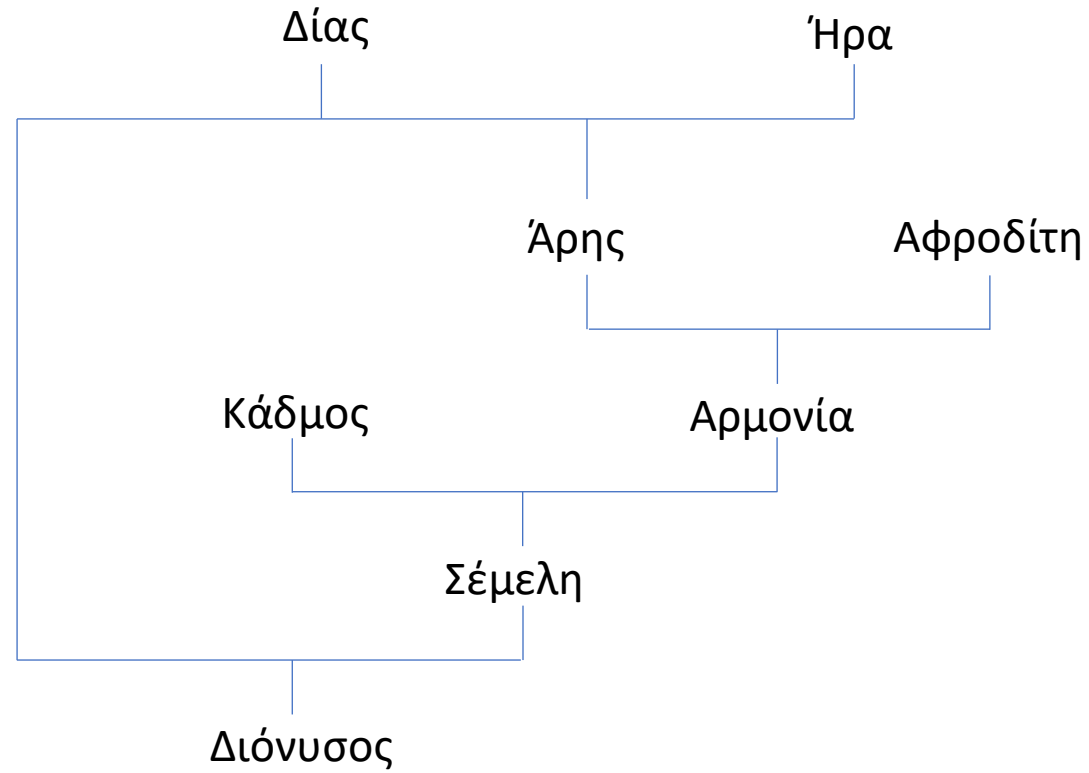 Δίας
Ήρα
Άρης
Αφροδίτη
Κάδμος
Αρμονία
Σέμελη
Διόνυσος